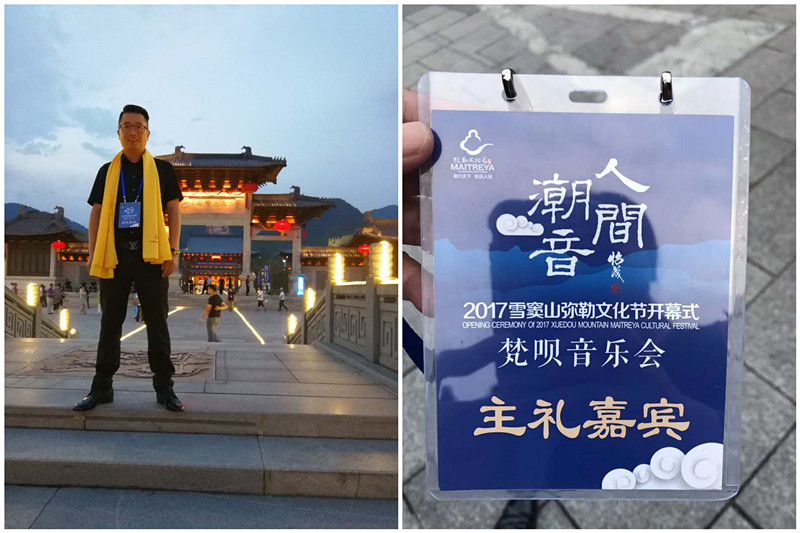 MAITREYA
人間
潮音
怡藏
2017雪窦山弥勒文化节开幕式
OPENING CEREMONY OF 2017 XUEDOU MOUNTAIN MAITREYA CULTURAL FESTIVAL
梵呗音乐会
主礼嘉宾